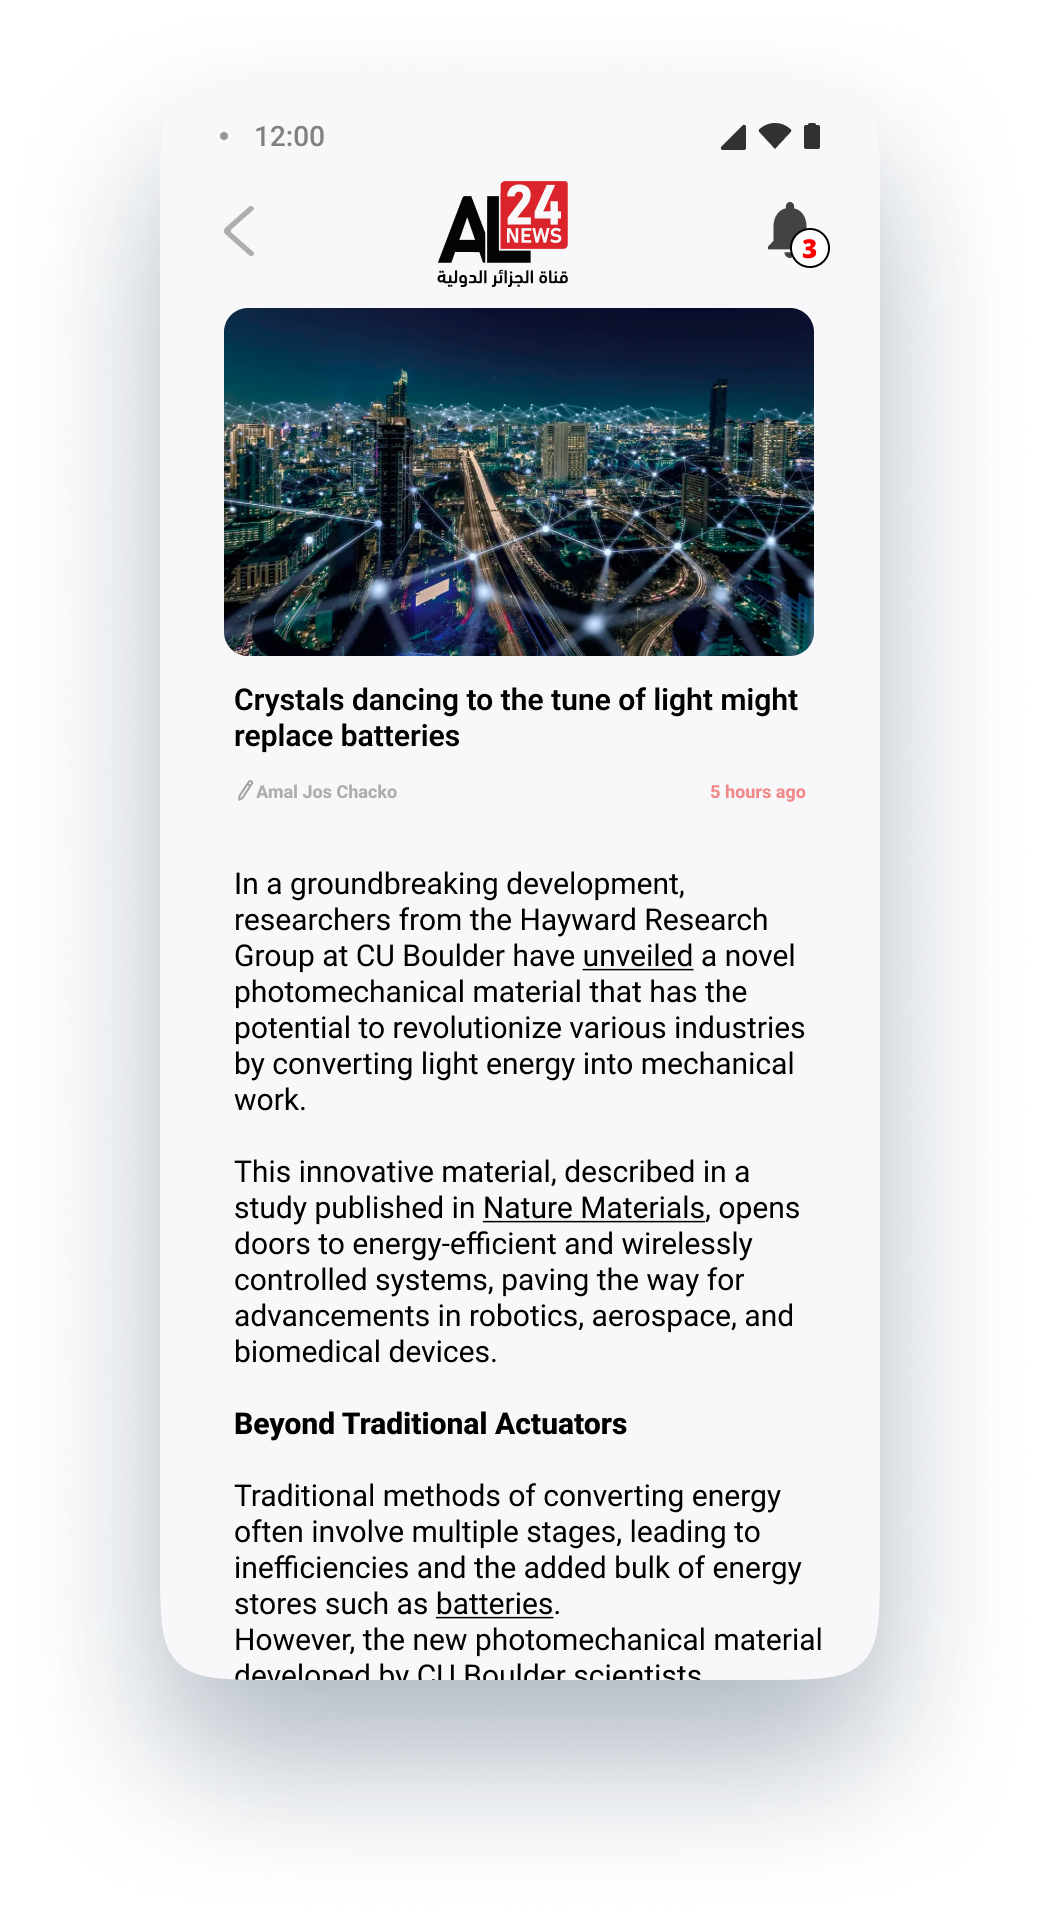 12:00
AL 24
NEWS
قناة الجزائر الدولية
3
Crystals dancing to the tune of light might
replace batteries
Amal Jos Chacko
5 hours ago
In a groundbreaking development,
researchers from the Hayward Research
Group at CU Boulder have unveiled a novel
photomechanical material that has the
potential to revolutionize various industries
by converting light energy into mechanical
work.
This innovative material, described in a
study published in Nature Materials, opens
doors to energy-efficient and wirelessly
controlled systems, paving the way for
advancements in robotics, aerospace, and
biomedical devices.
Beyond Traditional Actuators
Traditional methods of converting energy
often involve multiple stages, leading to
inefficiencies and the added bulk of energy
stores such as batteries.
However, the new photomechanical material
developed by CU Boulder scientists